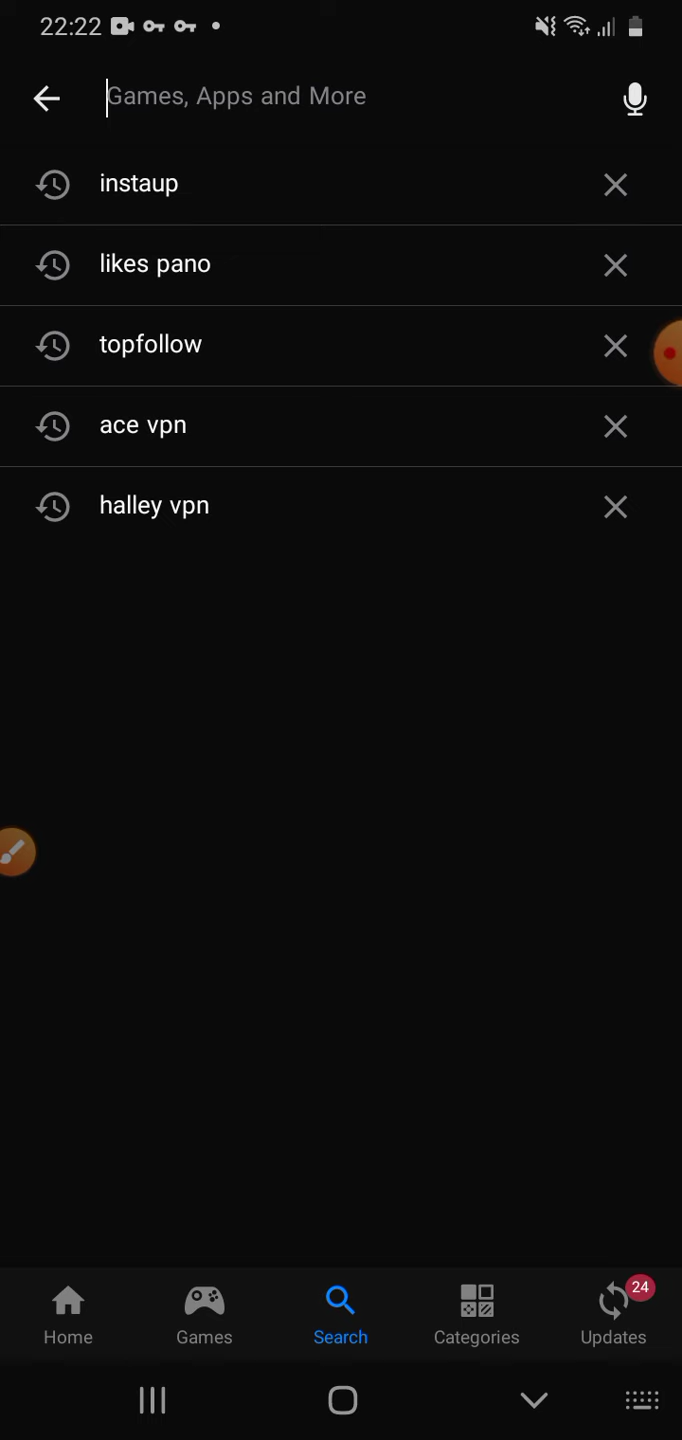 22:22
Games, Apps and More
instaup
likes pano
topfollow
ace vpn
halley vpn
24
Home
Games
Search
Categories
Updates